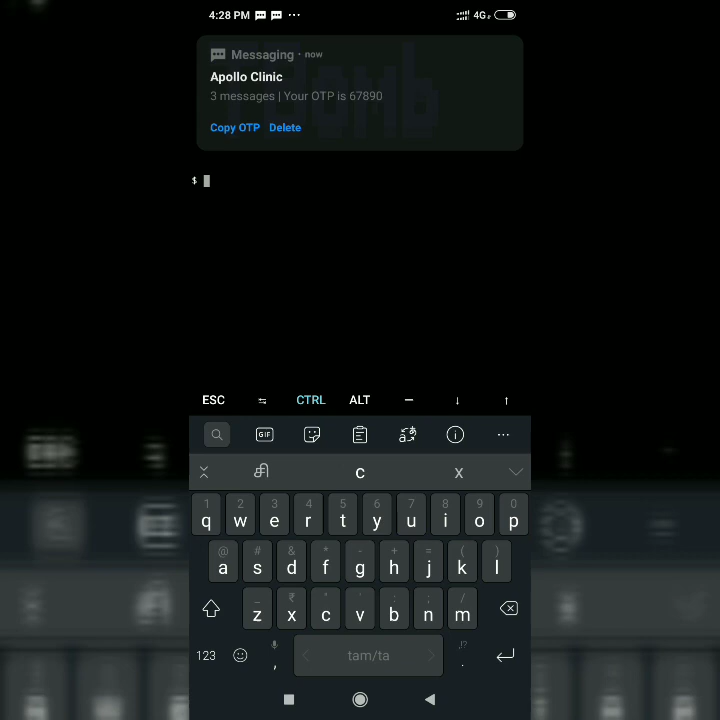 4:28 PM
4G
Messaging • now
Apollo Clinic
3 messages | Your OTP is 67890
Copy OTP Delete
$
ESC CTRL ALT
GIF
c x
1 2 3 4 5 6 7 8 9 0
q w e r t y u i o p
@ # & * - + = ( )
a s d f g h j k l
_ ₹ " ' : ; /
z x c v b n m
123 , tam/ta ,!? .